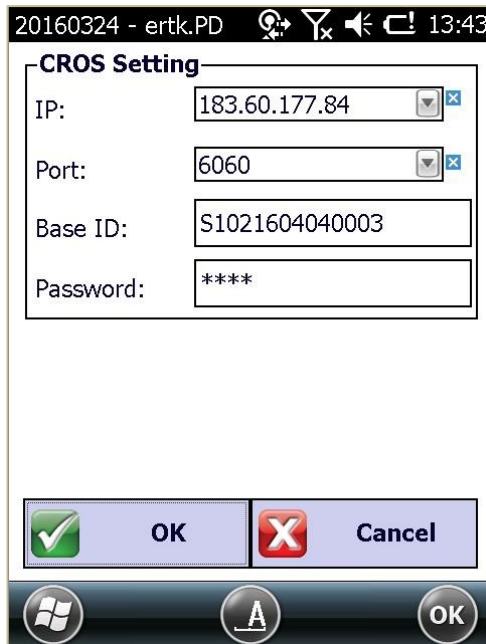 20160324 - ertk.PD 13:43
CROS Setting
IP: 183.60.177.84
Port: 6060
Base ID: S1021604040003
Password: ****
OK Cancel
A OK